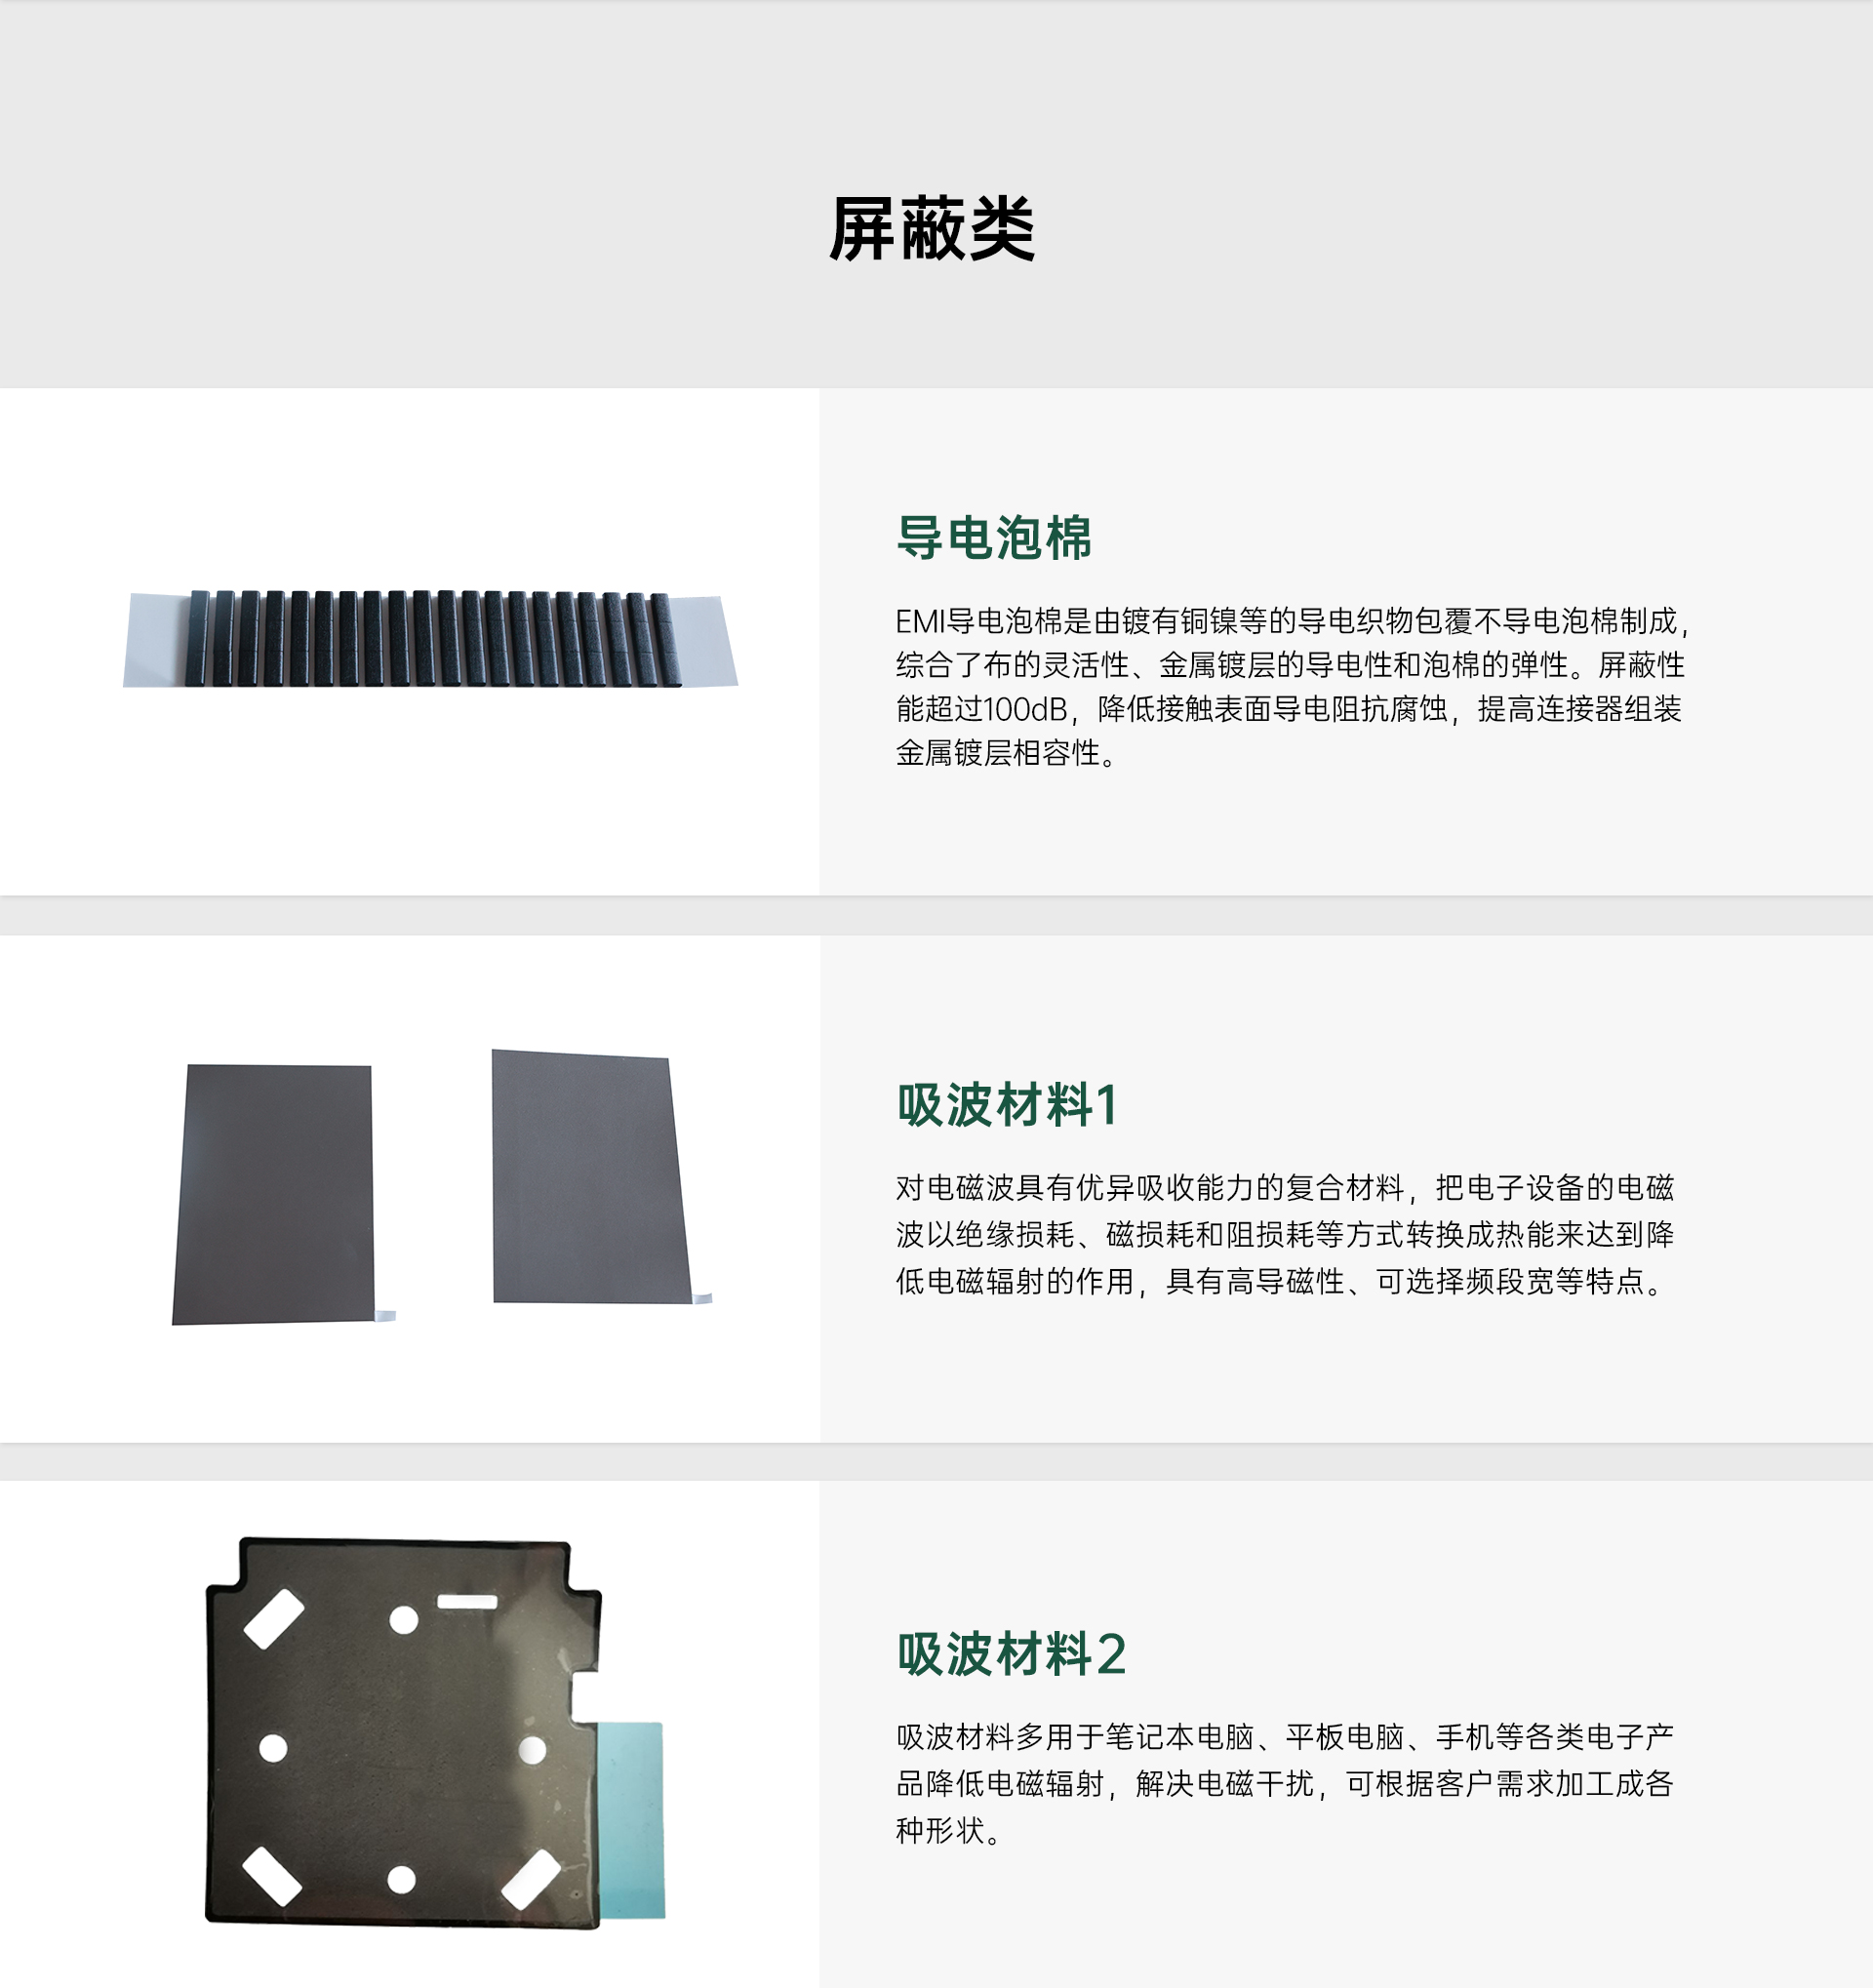 屏蔽类
导电泡棉
EMI导电泡棉是由镀有铜镍等的导电织物包覆不导电泡棉制成，
综合了布的灵活性、金属镀层的导电性和泡棉的弹性。屏蔽性
能超过100dB，降低接触表面导电阻抗腐蚀，提高连接器组装
金属镀层相容性。
吸波材料1
对电磁波具有优异吸收能力的复合材料，把电子设备的电磁
波以绝缘损耗、磁损耗和阻损耗等方式转换成热能来达到降
低电磁辐射的作用，具有高导磁性、可选择频段宽等特点。
吸波材料2
吸波材料多用于笔记本电脑、平板电脑、手机等各类电子产
品降低电磁辐射，解决电磁干扰，可根据客户需求加工成各
种形状。